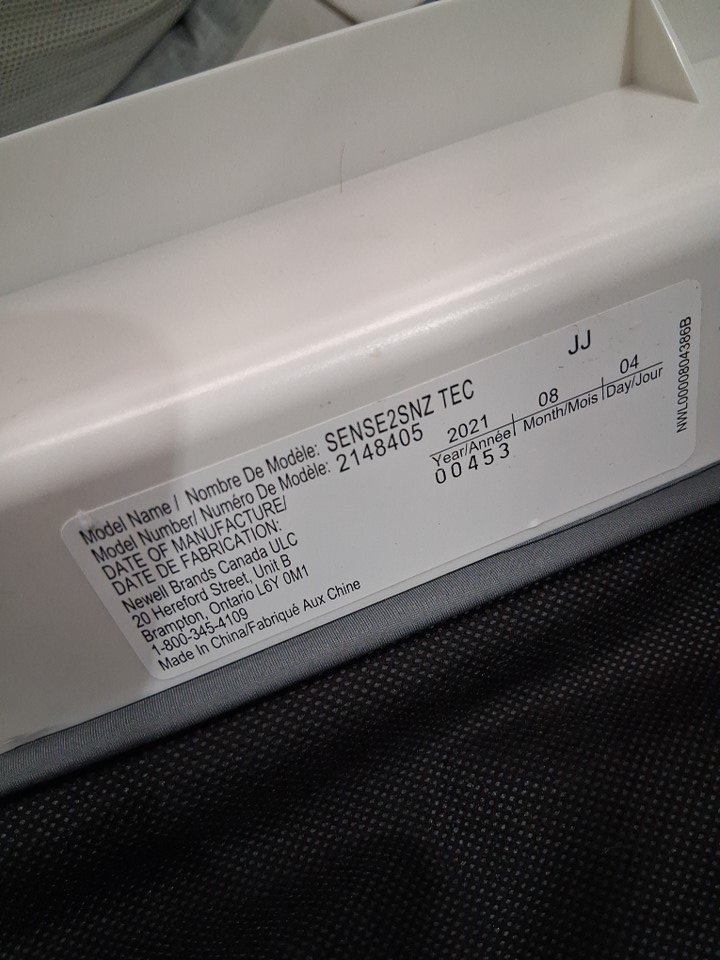 JJ
Model Name / Nombre De Modèle: SENSE2SNZ TEC
Model Number/ Numéro De Modèle: 2148405
DATE OF MANUFACTURE/
DATE DE FABRICATION:
2021 08 04
Year/Année Month/Mois Day/Jour
00453
Newell Brands Canada ULC
20 Hereford Street, Unit B
Brampton, Ontario L6Y 0M1
1-800-345-4109
Made In China/Fabriqué Aux Chine
NWL0000804386B